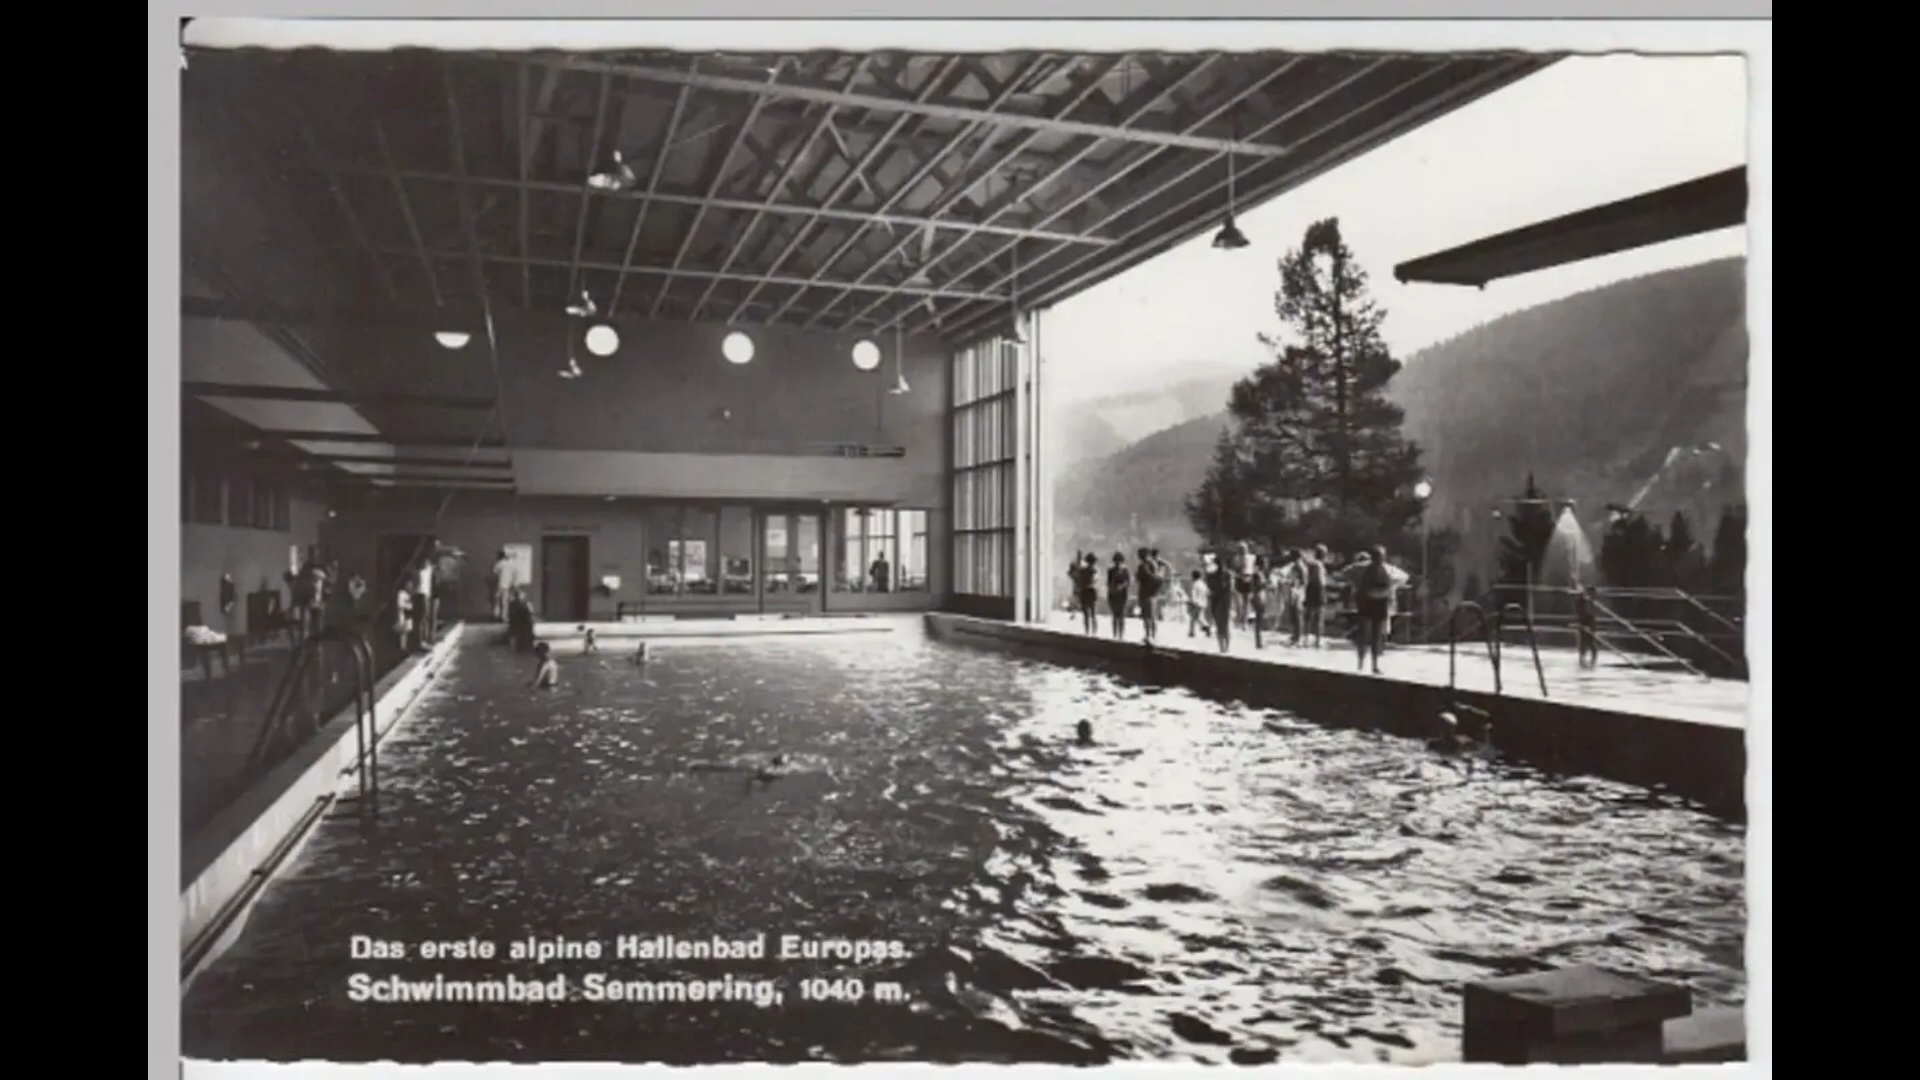 Das erste alpine Hallenbad Europas.
Schwimmbad Semmering, 1040 m.